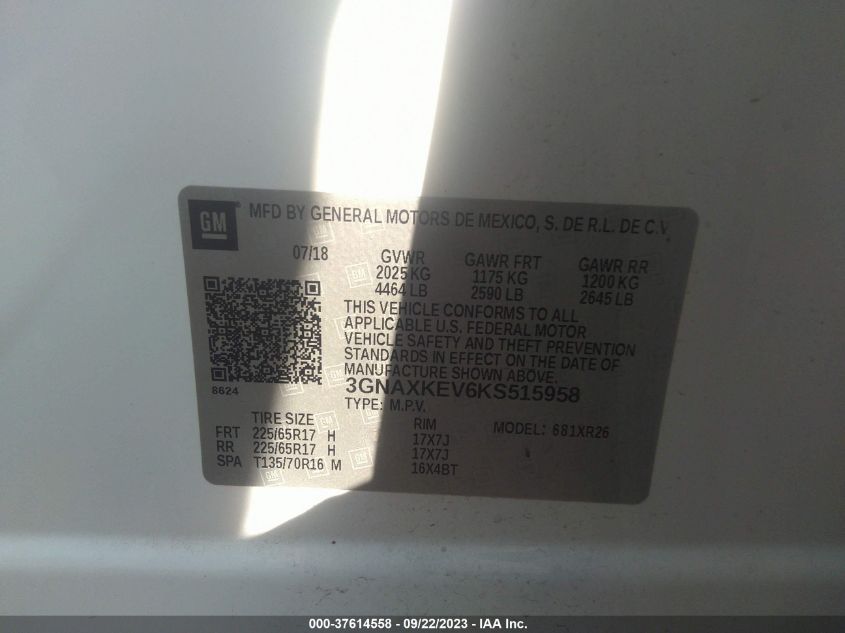 GM
MFD BY GENERAL MOTORS DE MEXICO, S. DE R.L. DE C.V.
07/18 GVWR GAWR FRT GAWR RR
2025 KG 1175 KG 1200 KG
4464 LB 2590 LB 2645 LB
THIS VEHICLE CONFORMS TO ALL
APPLICABLE U.S. FEDERAL MOTOR
VEHICLE SAFETY AND THEFT PREVENTION
STANDARDS IN EFFECT ON THE DATE OF
MANUFACTURE SHOWN ABOVE.
8624 3GNAXKEV6KS515958
TYPE: M.P.V.
TIRE SIZE RIM MODEL: 681XR26
FRT 225/65R17 H 17X7J
RR 225/65R17 H 17X7J
SPA T135/70R16 M 16X4BT
000-37614558 - 09/22/2023 - IAA Inc.